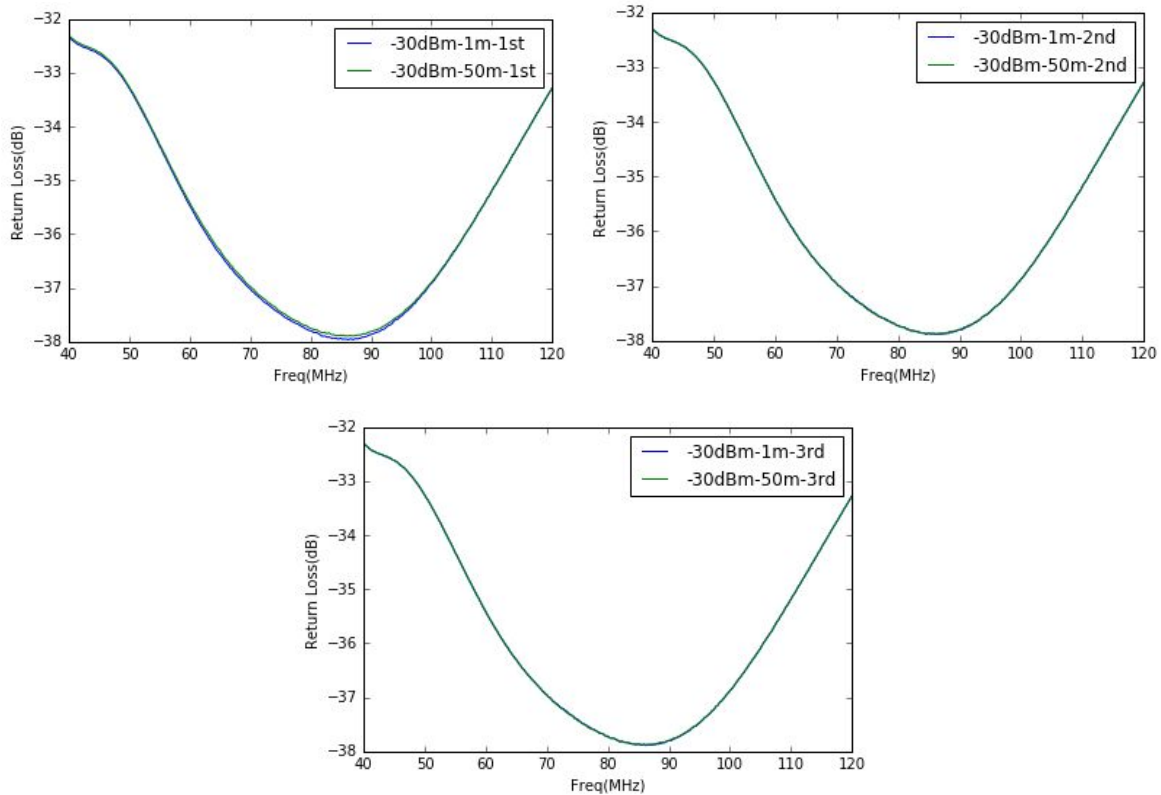 −32
−33
−34
−35
−36
−37
−38
Return Loss(dB)
40 50 60 70 80 90 100 110 120
Freq(MHz)
-30dBm-1m-1st
-30dBm-50m-1st
−32
−33
−34
−35
−36
−37
−38
Return Loss(dB)
40 50 60 70 80 90 100 110 120
Freq(MHz)
-30dBm-1m-2nd
-30dBm-50m-2nd
−32
−33
−34
−35
−36
−37
−38
Return Loss(dB)
40 50 60 70 80 90 100 110 120
Freq(MHz)
-30dBm-1m-3rd
-30dBm-50m-3rd